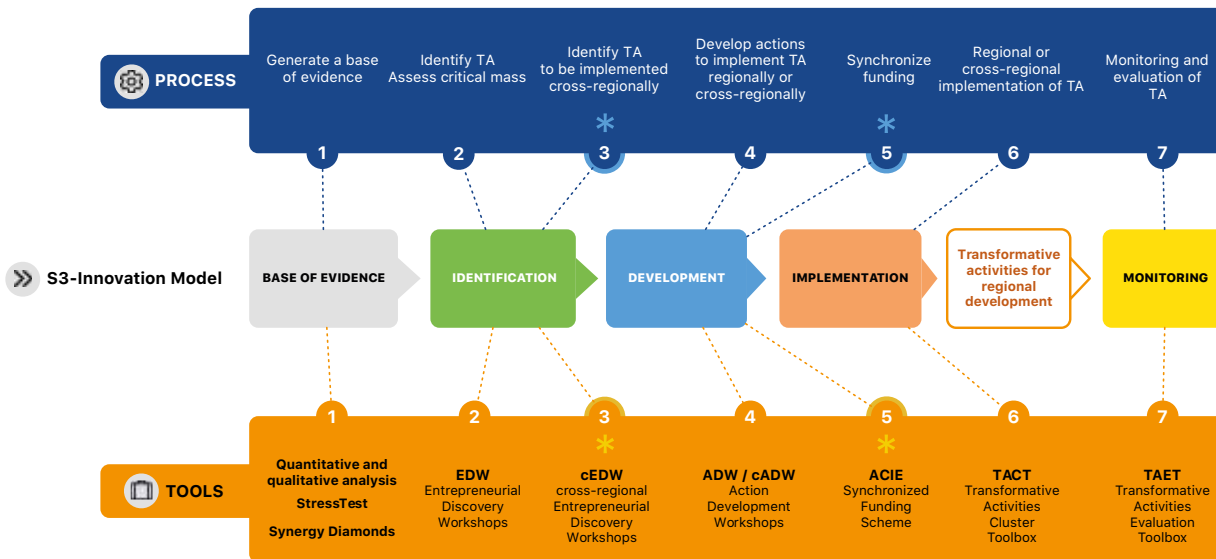 PROCESS
Generate a base
of evidence
Identify TA
Assess critical mass
Identify TA
to be implemented
cross-regionally
Develop actions
to implement TA
regionally or
cross-regionally
Synchronize
funding
Regional or
cross-regional
implementation of TA
Monitoring and
evaluation of
TA
*
*
1
2
3
4
5
6
7
S3-Innovation Model
BASE OF EVIDENCE
IDENTIFICATION
DEVELOPMENT
IMPLEMENTATION
Transformative
activities for
regional
development
MONITORING
1
2
3
4
5
6
7
*
*
TOOLS
Quantitative and
qualitative analysis
StressTest
Synergy Diamonds
EDW
Entrepreneurial
Discovery
Workshops
cEDW
cross-regional
Entrepreneurial
Discovery
Workshops
ADW / cADW
Action
Development
Workshops
ACIE
Synchronized
Funding
Scheme
TACT
Transformative
Activities
Cluster
Toolbox
TAET
Transformative
Activities
Evaluation
Toolbox